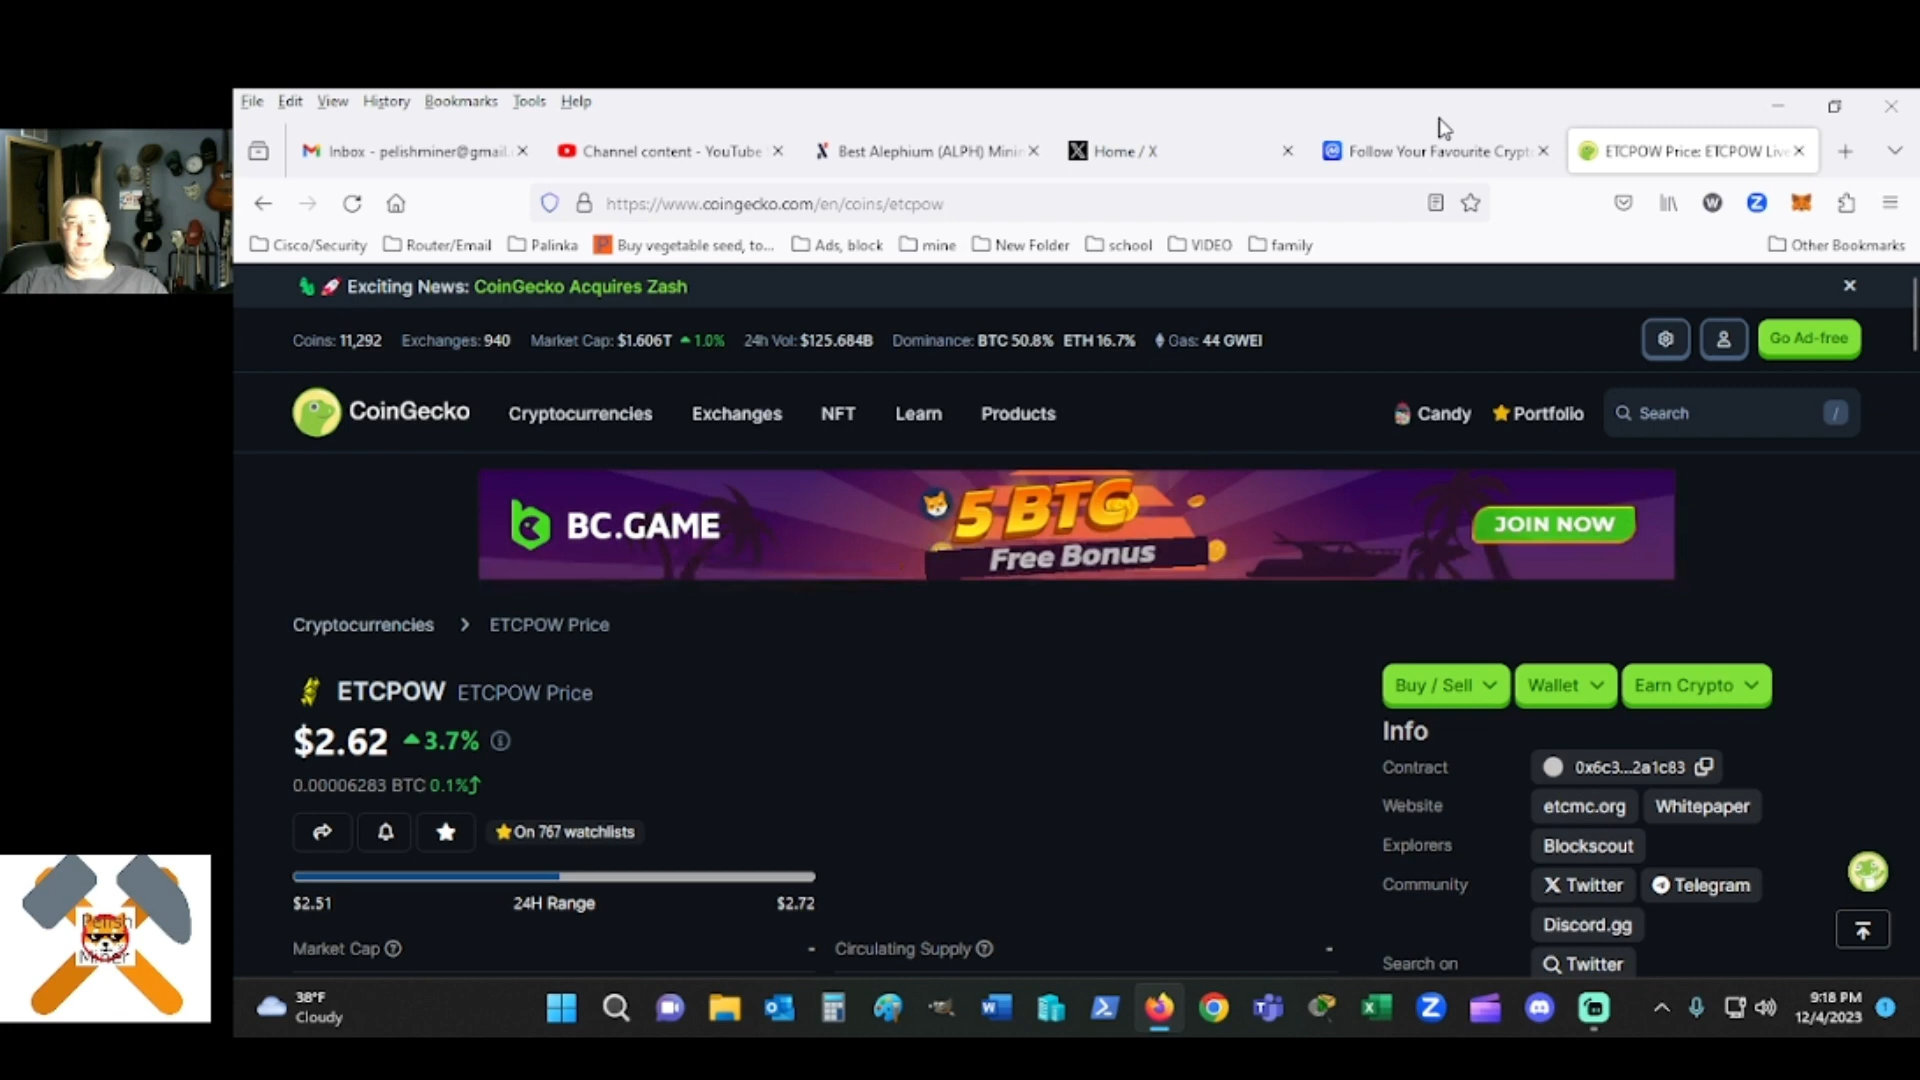 File Edit View History Bookmarks Tools Help
Inbox - pelishminer@gmail. Channel content - YouTube Best Alephium (ALPH) Minin Home / X Follow Your Favourite Crypt ETCPOW Price: ETCPOW Live
https://www.coingecko.com/en/coins/etcpow
Cisco/Security Router/Email Palinka Buy vegetable seed, to... Ads, block mine New Folder school VIDEO family Other Bookmarks
Exciting News: CoinGecko Acquires Zash
Coins: 11,292 Exchanges: 940 Market Cap: $1.606T 1.0% 24h Vol: $125.684B Dominance: BTC 50.8% ETH 16.7% Gas: 44 GWEI Go Ad-free
CoinGecko Cryptocurrencies Exchanges NFT Learn Products Candy Portfolio Search /
BC.GAME 5 BTC JOIN NOW
Free Bonus
Cryptocurrencies > ETCPOW Price
ETCPOW ETCPOW Price
$2.62 3.7%
0.00006283 BTC 0.1%
On 767 watchlists
$2.51 24H Range $2.72
Market Cap - Circulating Supply -
Buy / Sell Wallet Earn Crypto
Info
Contract 0x6c3...2a1c83
Website etcmc.org Whitepaper
Explorers Blockscout
Community Twitter Telegram
Discord.gg
Search on Twitter
Pelish
Miner
38°F
Cloudy
9:18 PM
12/4/2023
1